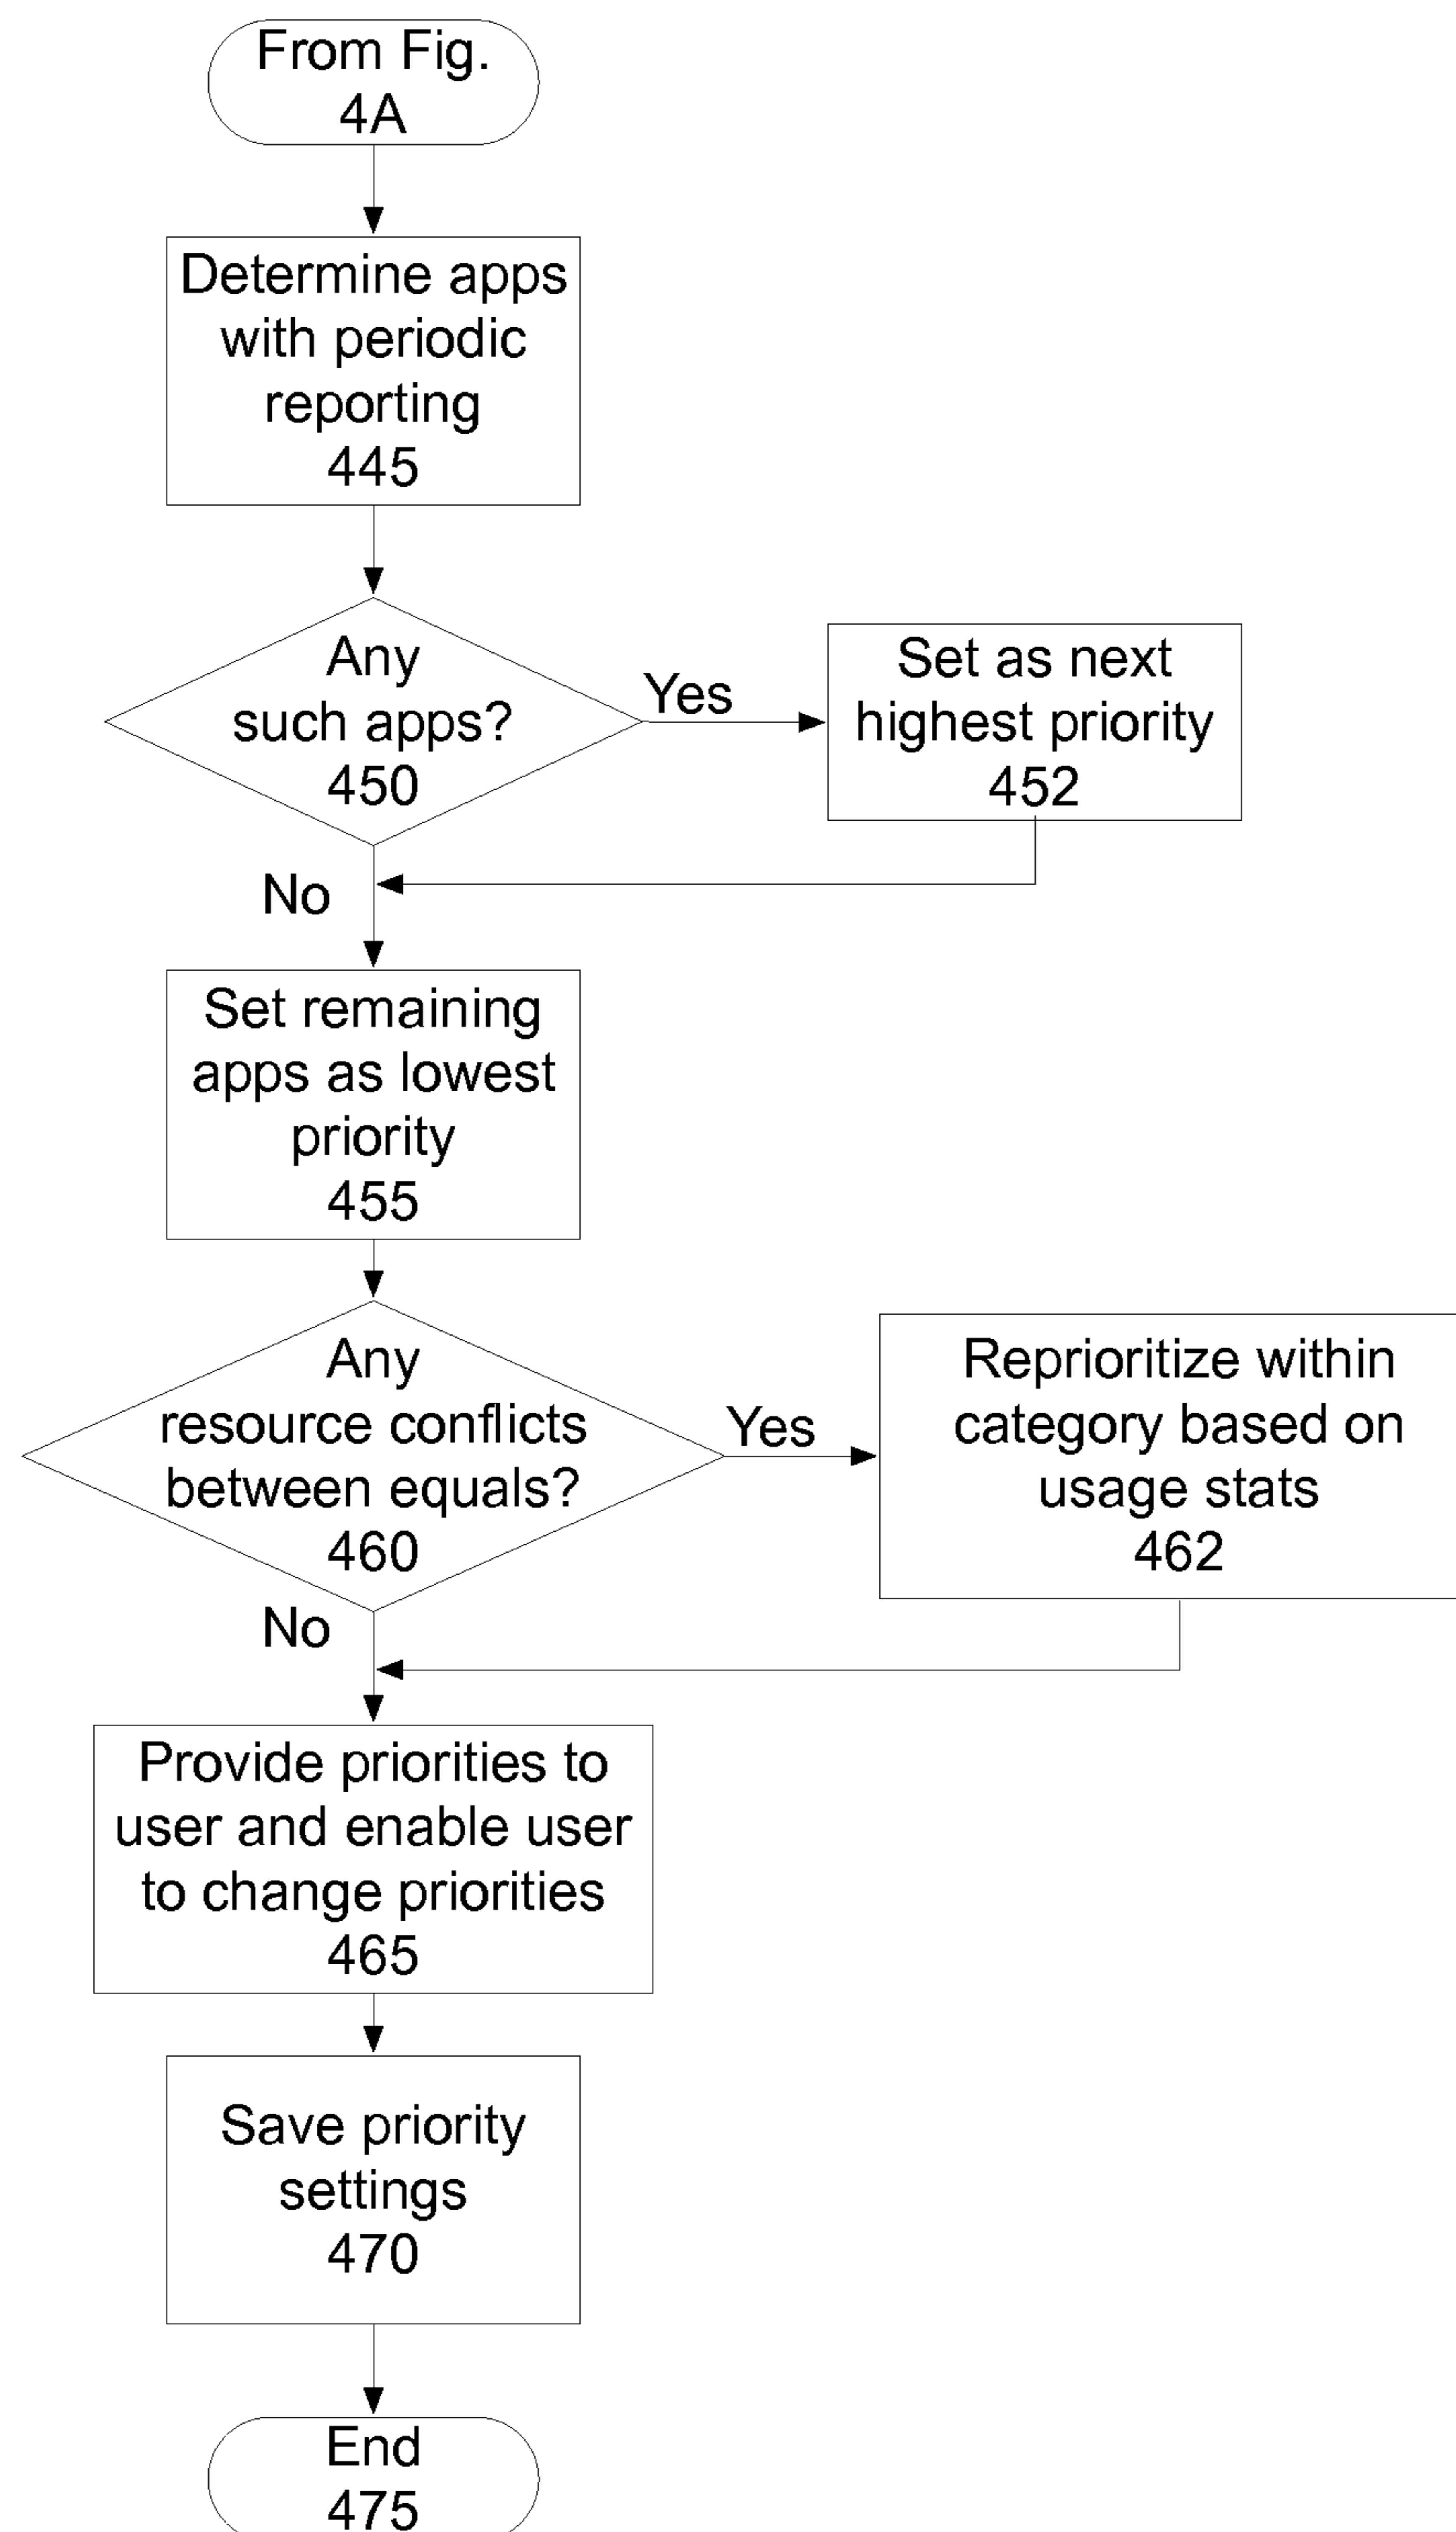 From Fig.
4A
Determine apps
with periodic
reporting
445
Any
such apps?
450
Yes
Set as next
highest priority
452
No
Set remaining
apps as lowest
priority
455
Any
resource conflicts
between equals?
460
Yes
Reprioritize within
category based on
usage stats
462
No
Provide priorities to
user and enable user
to change priorities
465
Save priority
settings
470
End
475